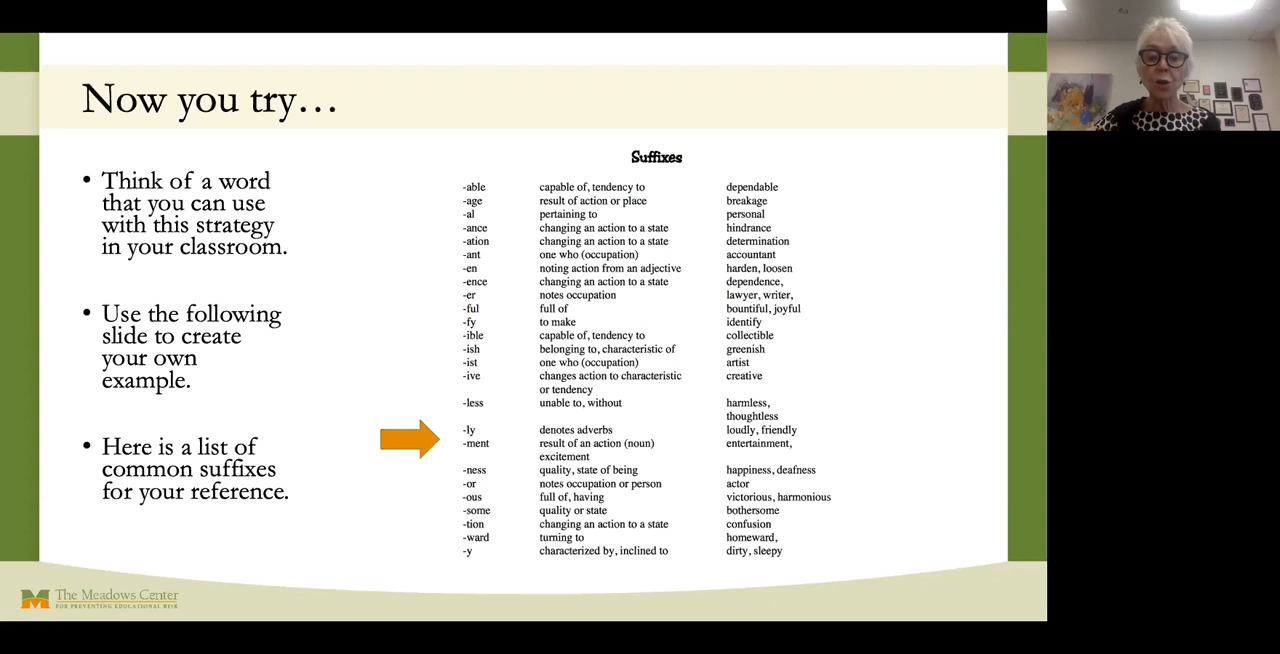 Now you try…
• Think of a word
that you can use
with this strategy
in your classroom.
• Use the following
slide to create
your own
example.
• Here is a list of
common suffixes
for your reference.
Suffixes
-able capable of, tendency to dependable
-age result of action or place breakage
-al pertaining to personal
-ance changing an action to a state hindrance
-ation changing an action to a state determination
-ant one who (occupation) accountant
-en noting action from an adjective harden, loosen
-ence changing an action to a state dependence,
-er notes occupation lawyer, writer,
-ful full of bountiful, joyful
-fy to make identify
-ible capable of, tendency to collectible
-ish belonging to, characteristic of greenish
-ist one who (occupation) artist
-ive changes action to characteristic creative
or tendency
-less unable to, without harmless,
thoughtless
-ly denotes adverbs loudly, friendly
-ment result of an action (noun) entertainment,
excitement
-ness quality, state of being happiness, deafness
-or notes occupation or person actor
-ous full of, having victorious, harmonious
-some quality or state bothersome
-tion changing an action to a state confusion
-ward turning to homeward,
-y characterized by, inclined to dirty, sleepy
The Meadows Center
FOR PREVENTING EDUCATIONAL RISK